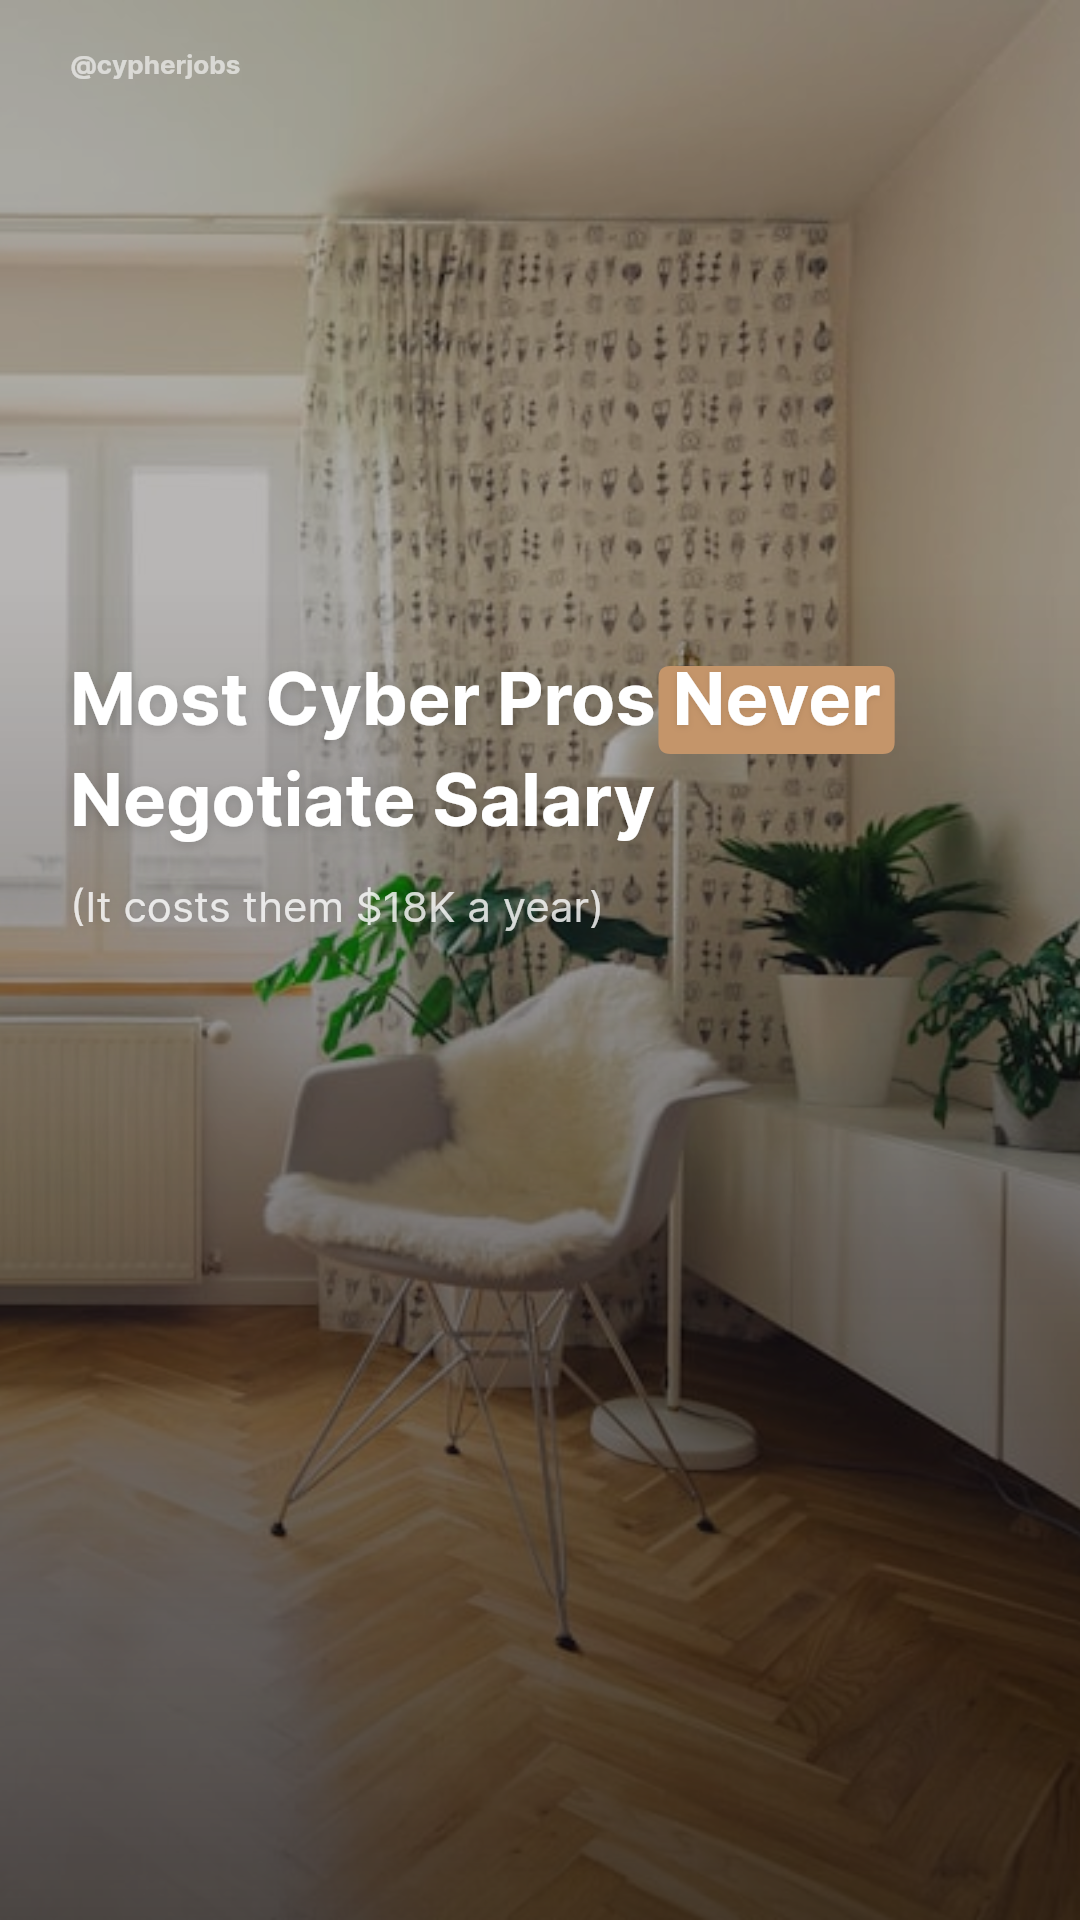 @cypherjobs
Most Cyber Pros Never
Negotiate Salary
(It costs them $18K a year)